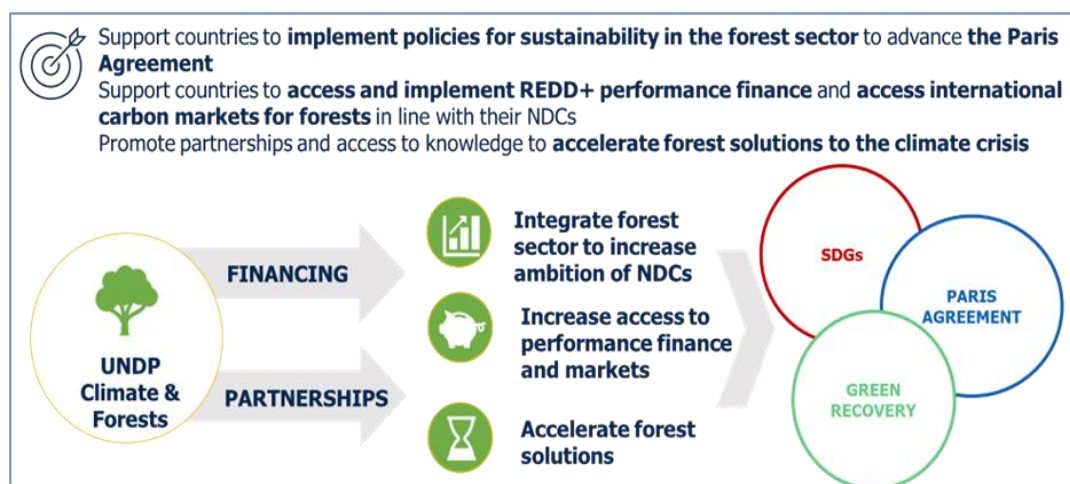 Support countries to implement policies for sustainability in the forest sector to advance the Paris
Agreement
Support countries to access and implement REDD+ performance finance and access international
carbon markets for forests in line with their NDCs
Promote partnerships and access to knowledge to accelerate forest solutions to the climate crisis
UNDP
Climate &
Forests
FINANCING
PARTNERSHIPS
Integrate forest
sector to increase
ambition of NDCs
Increase access to
performance finance
and markets
Accelerate forest
solutions
SDGs
PARIS
AGREEMENT
GREEN
RECOVERY